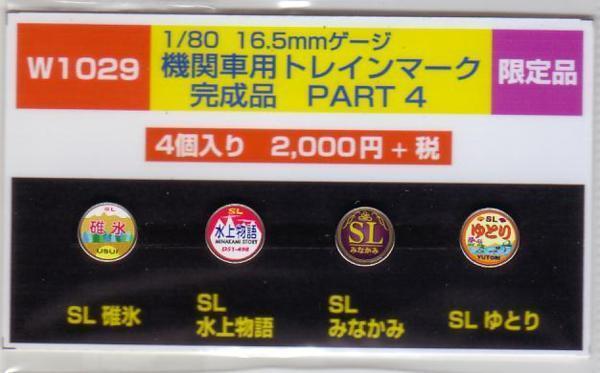 W1029
1/80 16.5mmゲージ
機関車用トレインマーク
完成品 PART 4
限定品
4個入り 2,000円+税
SL
碓氷
USUI
SL
水上物語
MINAKAMI STORY
D51-498
SL
みなかみ
SL
ゆとり
YUTORI
SL 碓氷
SL
水上物語
SL
みなかみ
SL ゆとり